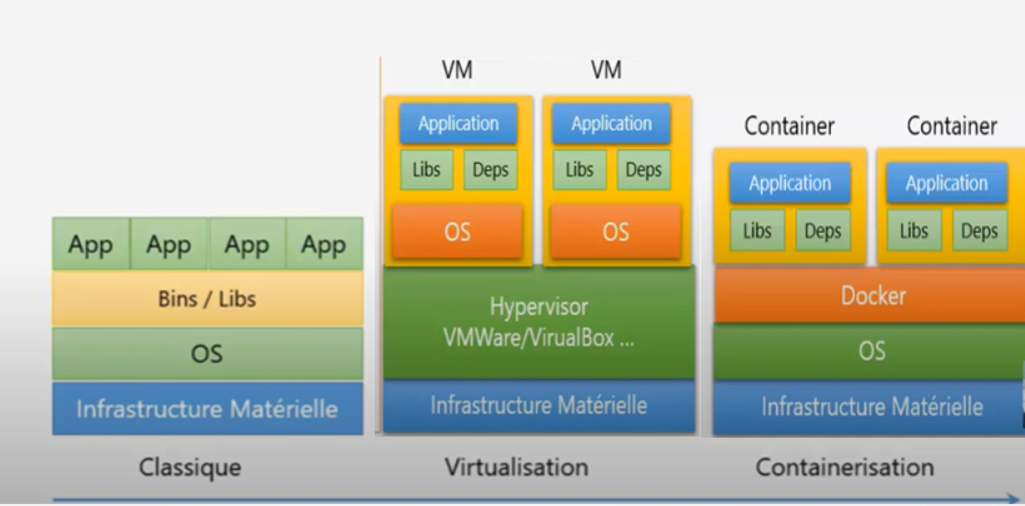 App App App App
Bins / Libs
OS
Infrastructure Matérielle
Classique
VM VM
Application Application
Libs Deps Libs Deps
OS OS
Hypervisor
VMWare/VirualBox ...
Infrastructure Matérielle
Virtualisation
Container Container
Application Application
Libs Deps Libs Deps
Docker
OS
Infrastructure Matérielle
Containerisation